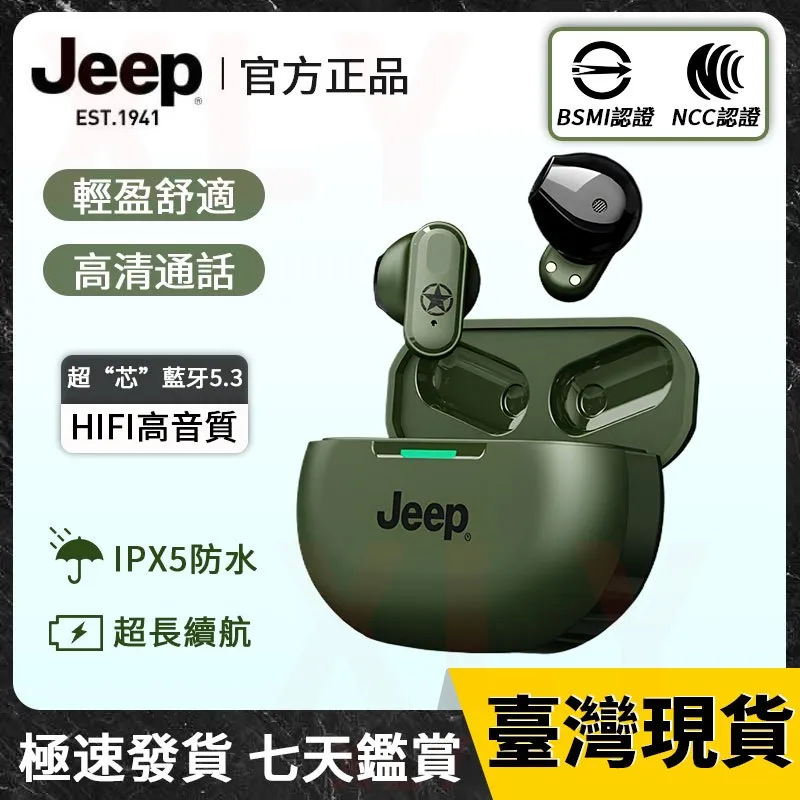 Jeep® | 官方正品
EST.1941
BSMI認證 NCC認證
輕盈舒適
高清通話
超“芯”藍牙5.3
HIFI高音質
Jeep®
IPX5防水
超長續航
極速發貨 七天鑑賞
臺灣現貨